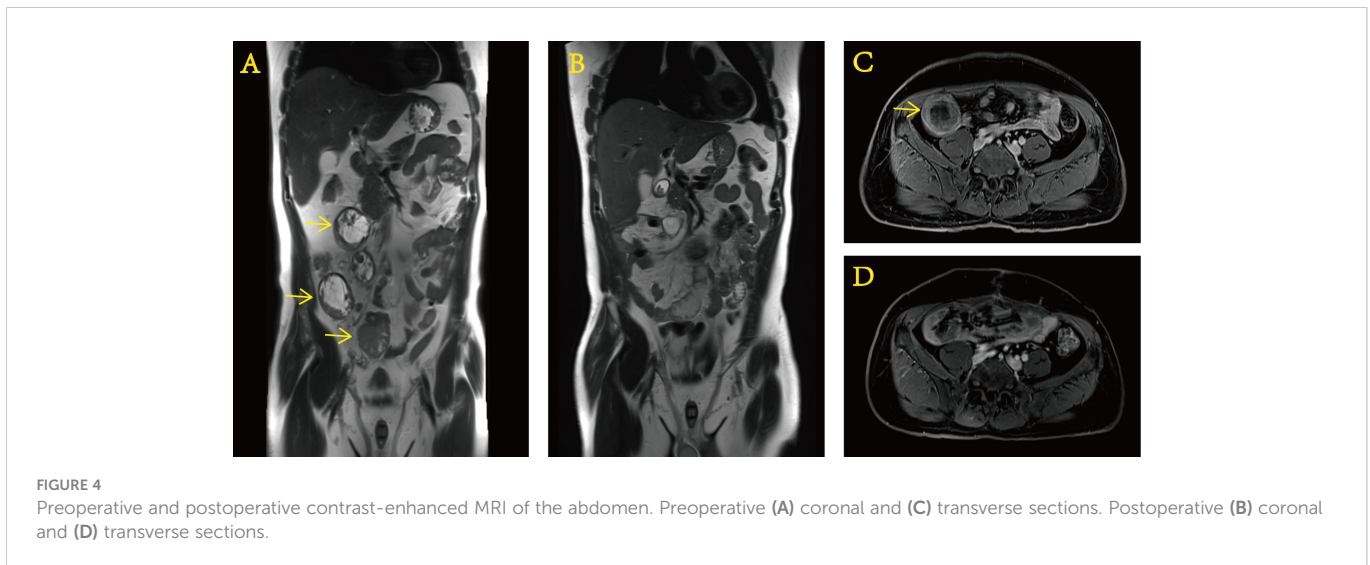 A
B
C
D
FIGURE 4
Preoperative and postoperative contrast-enhanced MRI of the abdomen. Preoperative (A) coronal and (C) transverse sections. Postoperative (B) coronal
and (D) transverse sections.